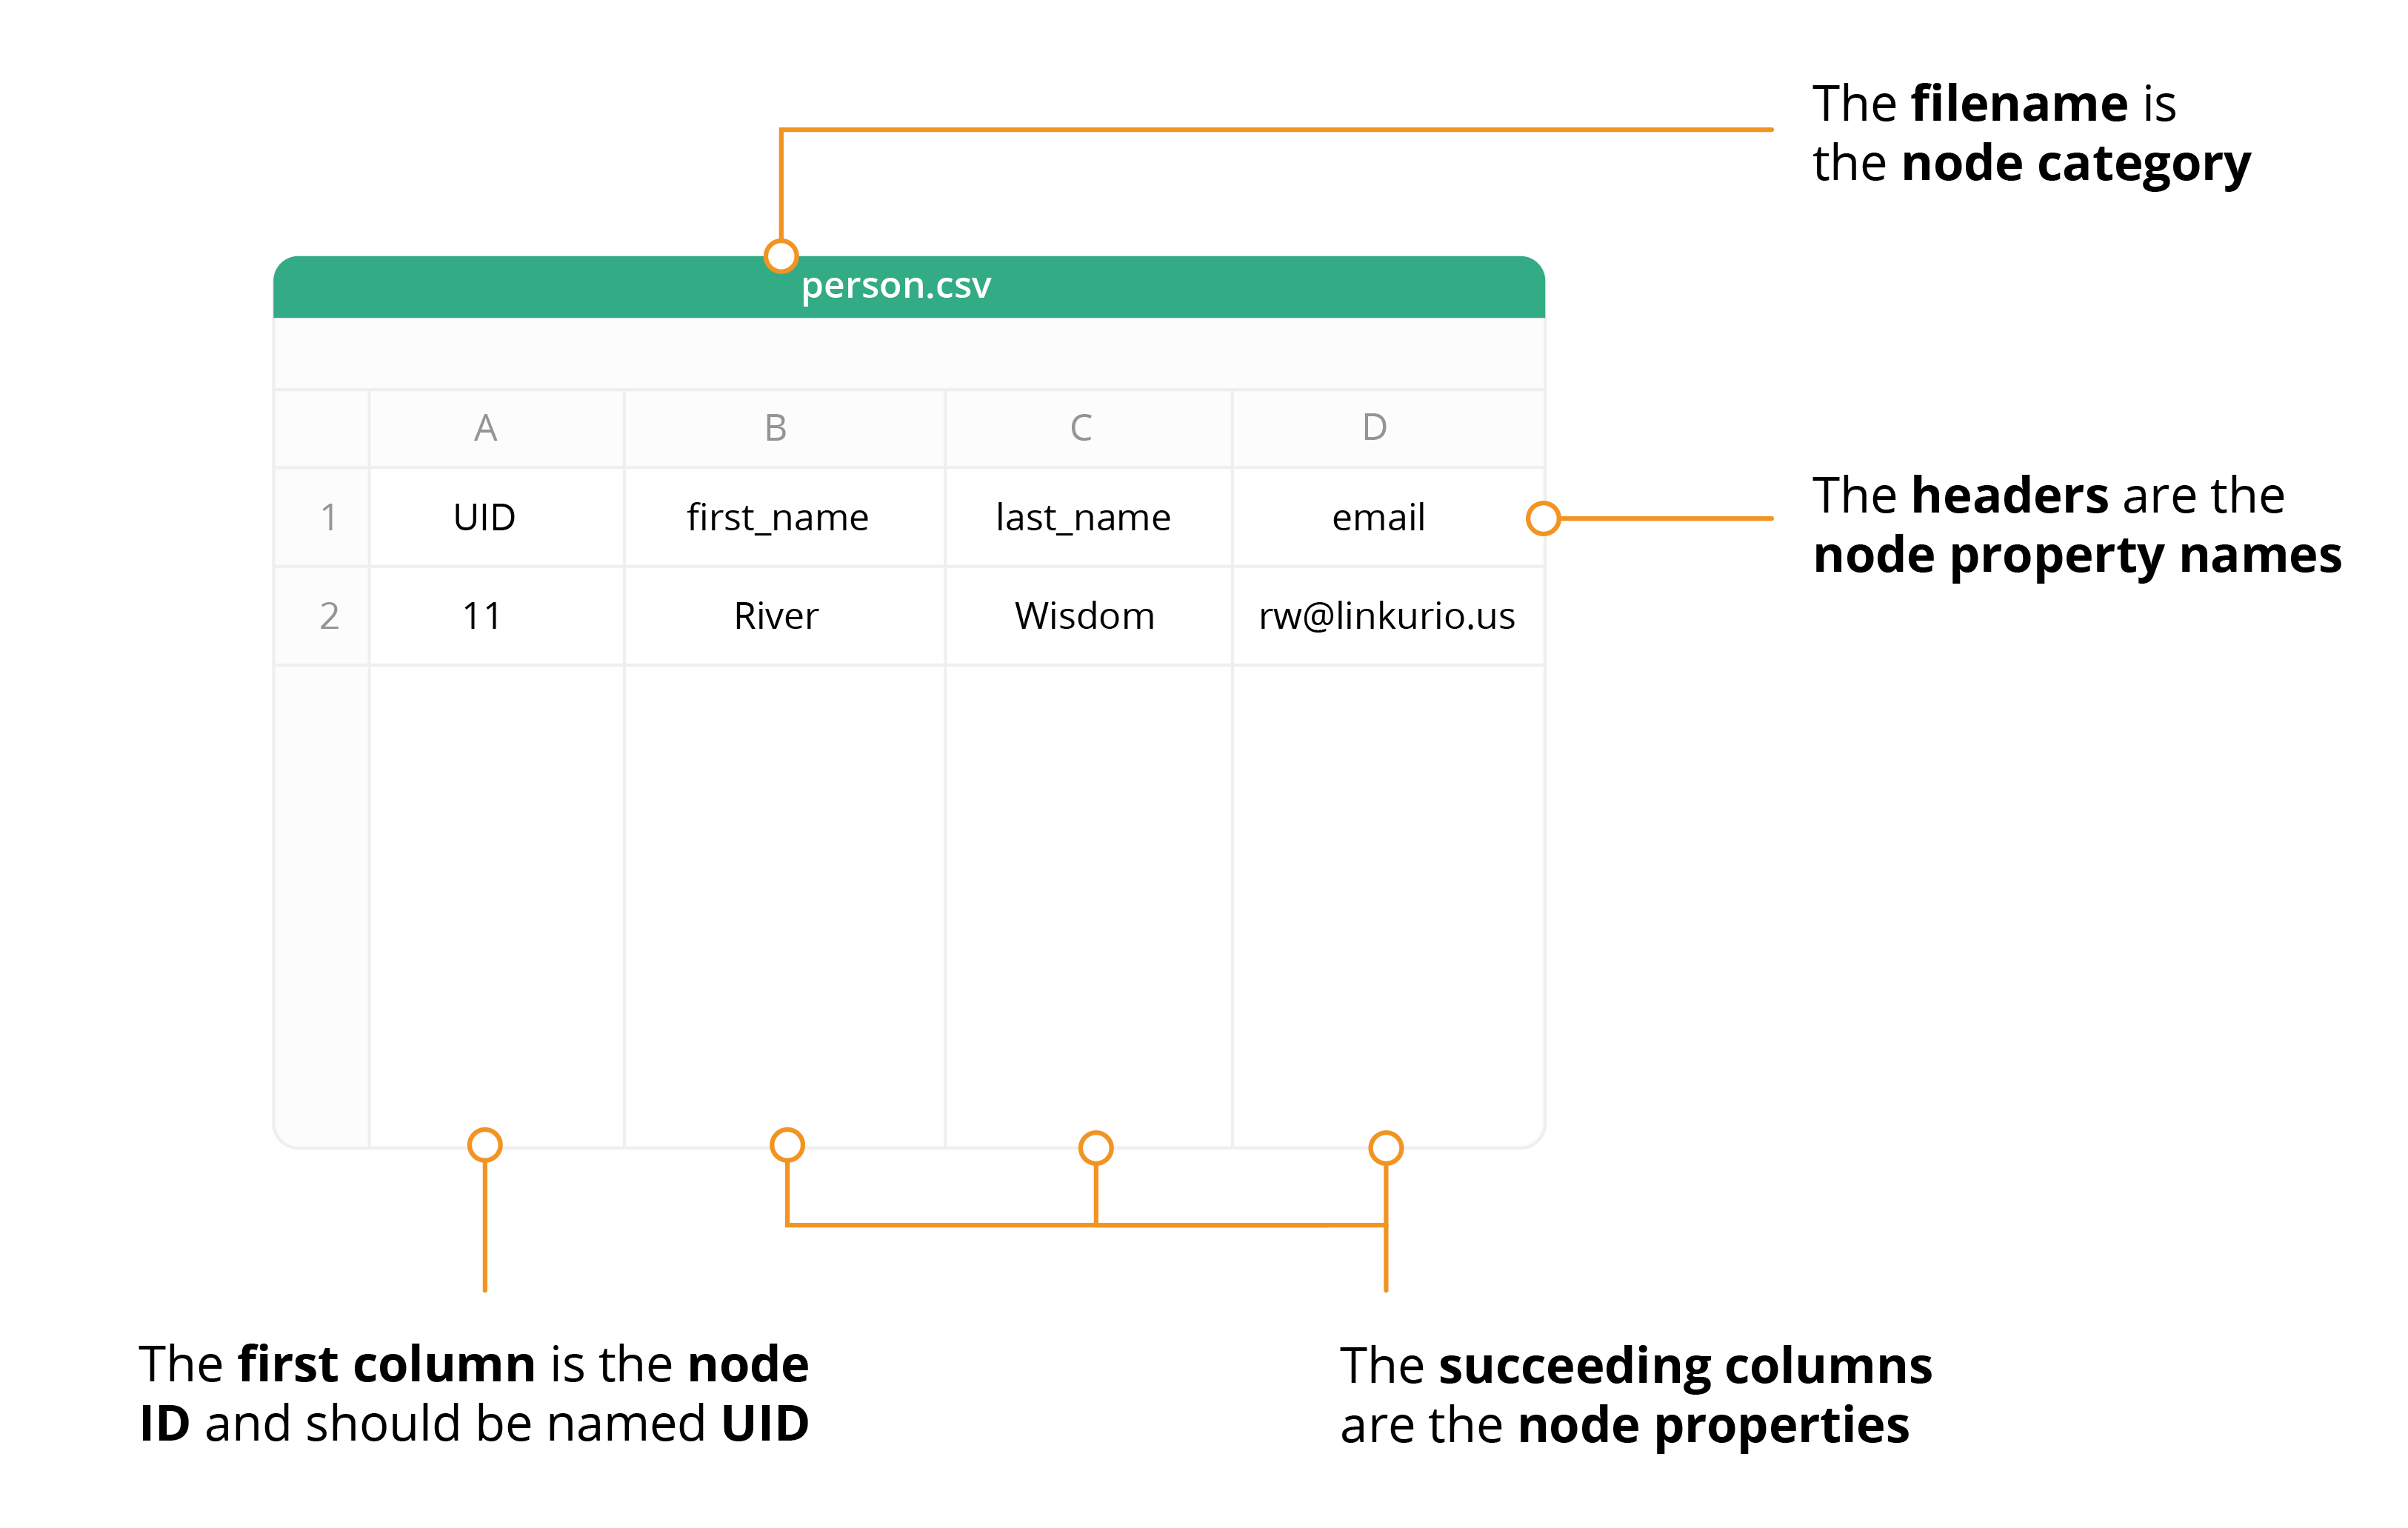 The filename is
the node category
person.csv
A B C D
1 UID first_name last_name email
The headers are the
node property names
2 11 River Wisdom rw@linkurio.us
The first column is the node
ID and should be named UID
The succeeding columns
are the node properties